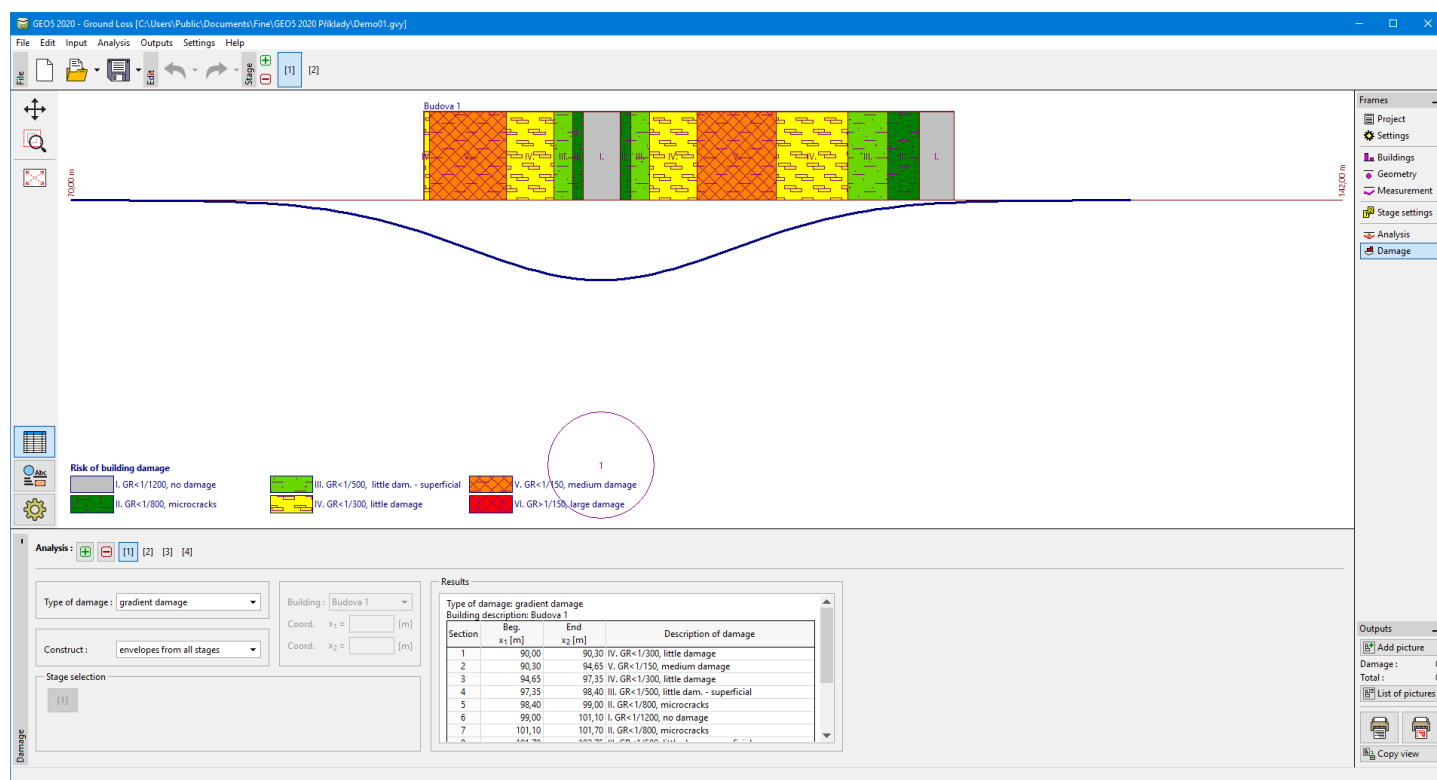 GEO5 2020 - Ground Loss [C:\Users\Public\Documents\Fine\GEO5 2020 Příklady\Demo01.gvy]
File Edit Input Analysis Outputs Settings Help
File
Edit
Stage
[1] [2]
Budova 1
70,00 m
142,00 m
V. IV. III. I. III. IV. V. IV. III. II. I.
1
Risk of building damage
I. GR<1/1200, no damage
III. GR<1/500, little dam. - superficial
V. GR<1/150, medium damage
II. GR<1/800, microcracks
IV. GR<1/300, little damage
VI. GR>1/150, large damage
Abc
Frames
Project
Settings
Buildings
Geometry
Measurement
Stage settings
Analysis
Damage
Analysis : [1] [2] [3] [4]
Type of damage : gradient damage
Construct : envelopes from all stages
Stage selection
[1]
Building : Budova 1
Coord. x1 = [m]
Coord. x2 = [m]
Results
Type of damage: gradient damage
Building description: Budova 1
Section Beg. x1 [m] End x2 [m] Description of damage
1 90,00 90,30 IV. GR<1/300, little damage
2 90,30 94,65 V. GR<1/150, medium damage
3 94,65 97,35 IV. GR<1/300, little damage
4 97,35 98,40 III. GR<1/500, little dam. - superficial
5 98,40 99,00 II. GR<1/800, microcracks
6 99,00 101,10 I. GR<1/1200, no damage
7 101,10 101,70 II. GR<1/800, microcracks
Damage
Outputs
Add picture
Damage :
Total :
List of pictures
Copy view